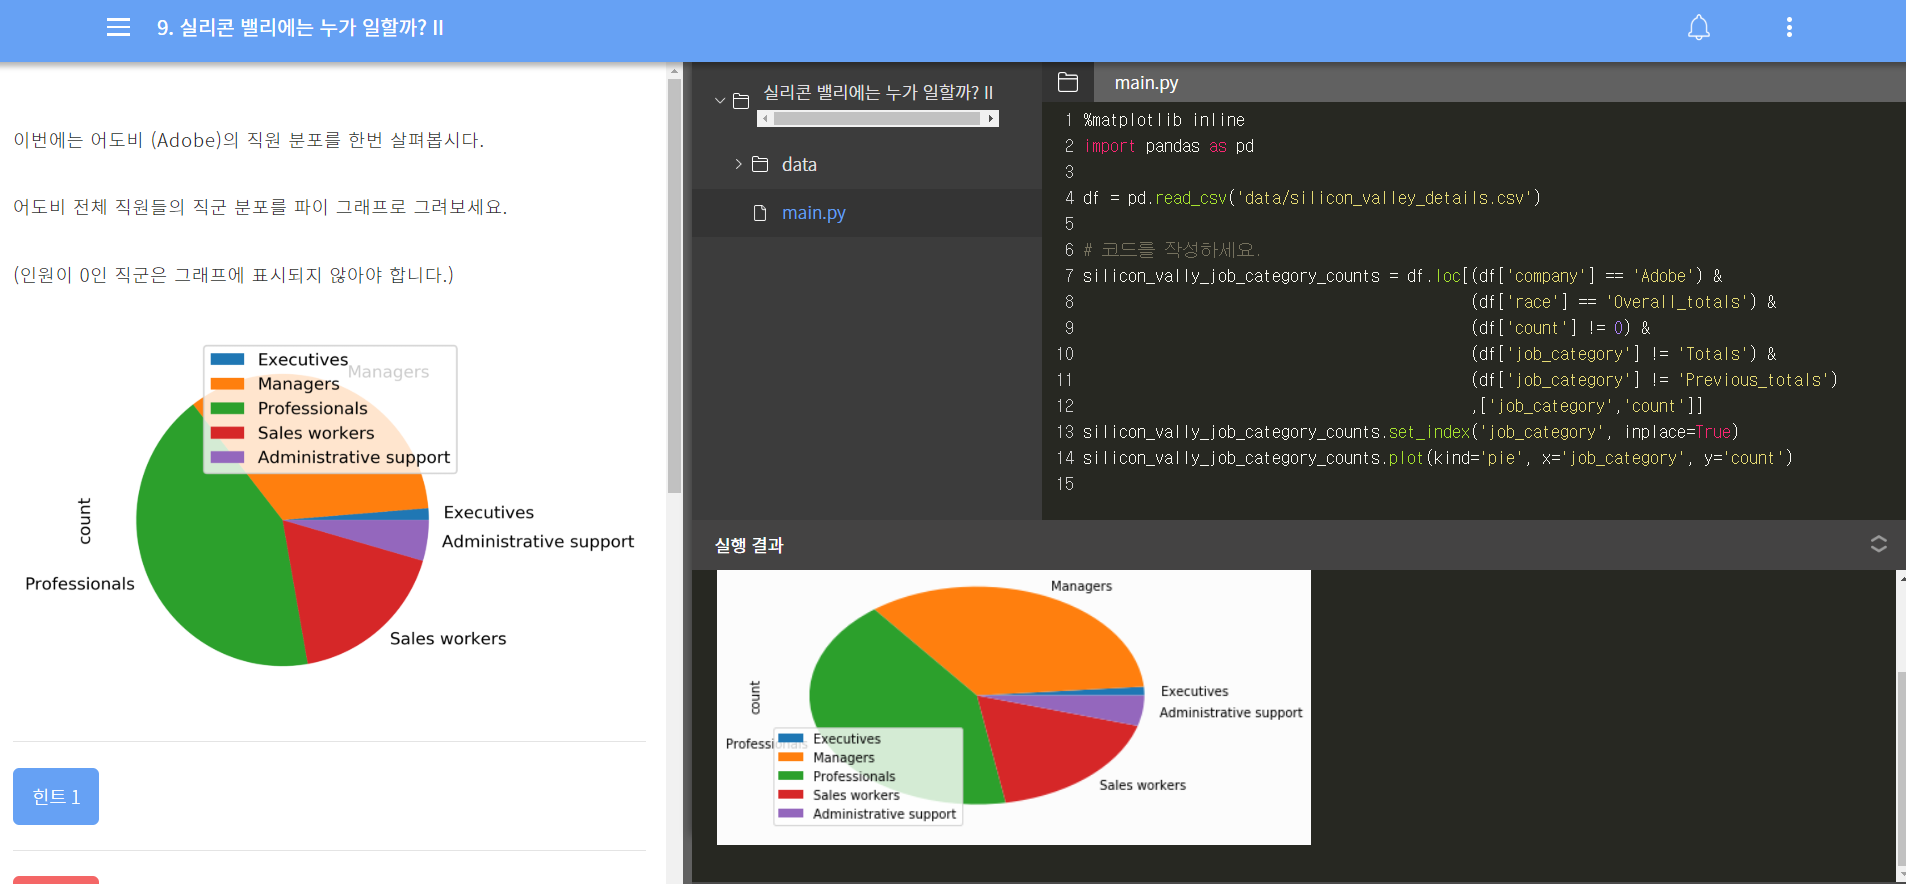 9. 실리콘 밸리에는 누가 일할까? II
이번에는 어도비 (Adobe)의 직원 분포를 한번 살펴봅시다.
어도비 전체 직원들의 직군 분포를 파이 그래프로 그려보세요.
(인원이 0인 직군은 그래프에 표시되지 않아야 합니다.)
Executives
Managers
Professionals
Sales workers
Administrative support
Managers
count
Executives
Administrative support
Professionals
Sales workers
힌트 1
실리콘 밸리에는 누가 일할까? II
data
main.py
main.py
1 %matplotlib inline
2 import pandas as pd
3
4 df = pd.read_csv('data/silicon_valley_details.csv')
5
6 # 코드를 작성하세요.
7 silicon_vally_job_category_counts = df.loc[(df['company'] == 'Adobe') &
8 (df['race'] == 'Overall_totals') &
9 (df['count'] != 0) &
10 (df['job_category'] != 'Totals') &
11 (df['job_category'] != 'Previous_totals')
12 ,['job_category','count']]
13 silicon_vally_job_category_counts.set_index('job_category', inplace=True)
14 silicon_vally_job_category_counts.plot(kind='pie', x='job_category', y='count')
15
실행 결과
Managers
count
Executives
Administrative support
Professionals
Executives
Managers
Professionals
Sales workers
Administrative support
Sales workers